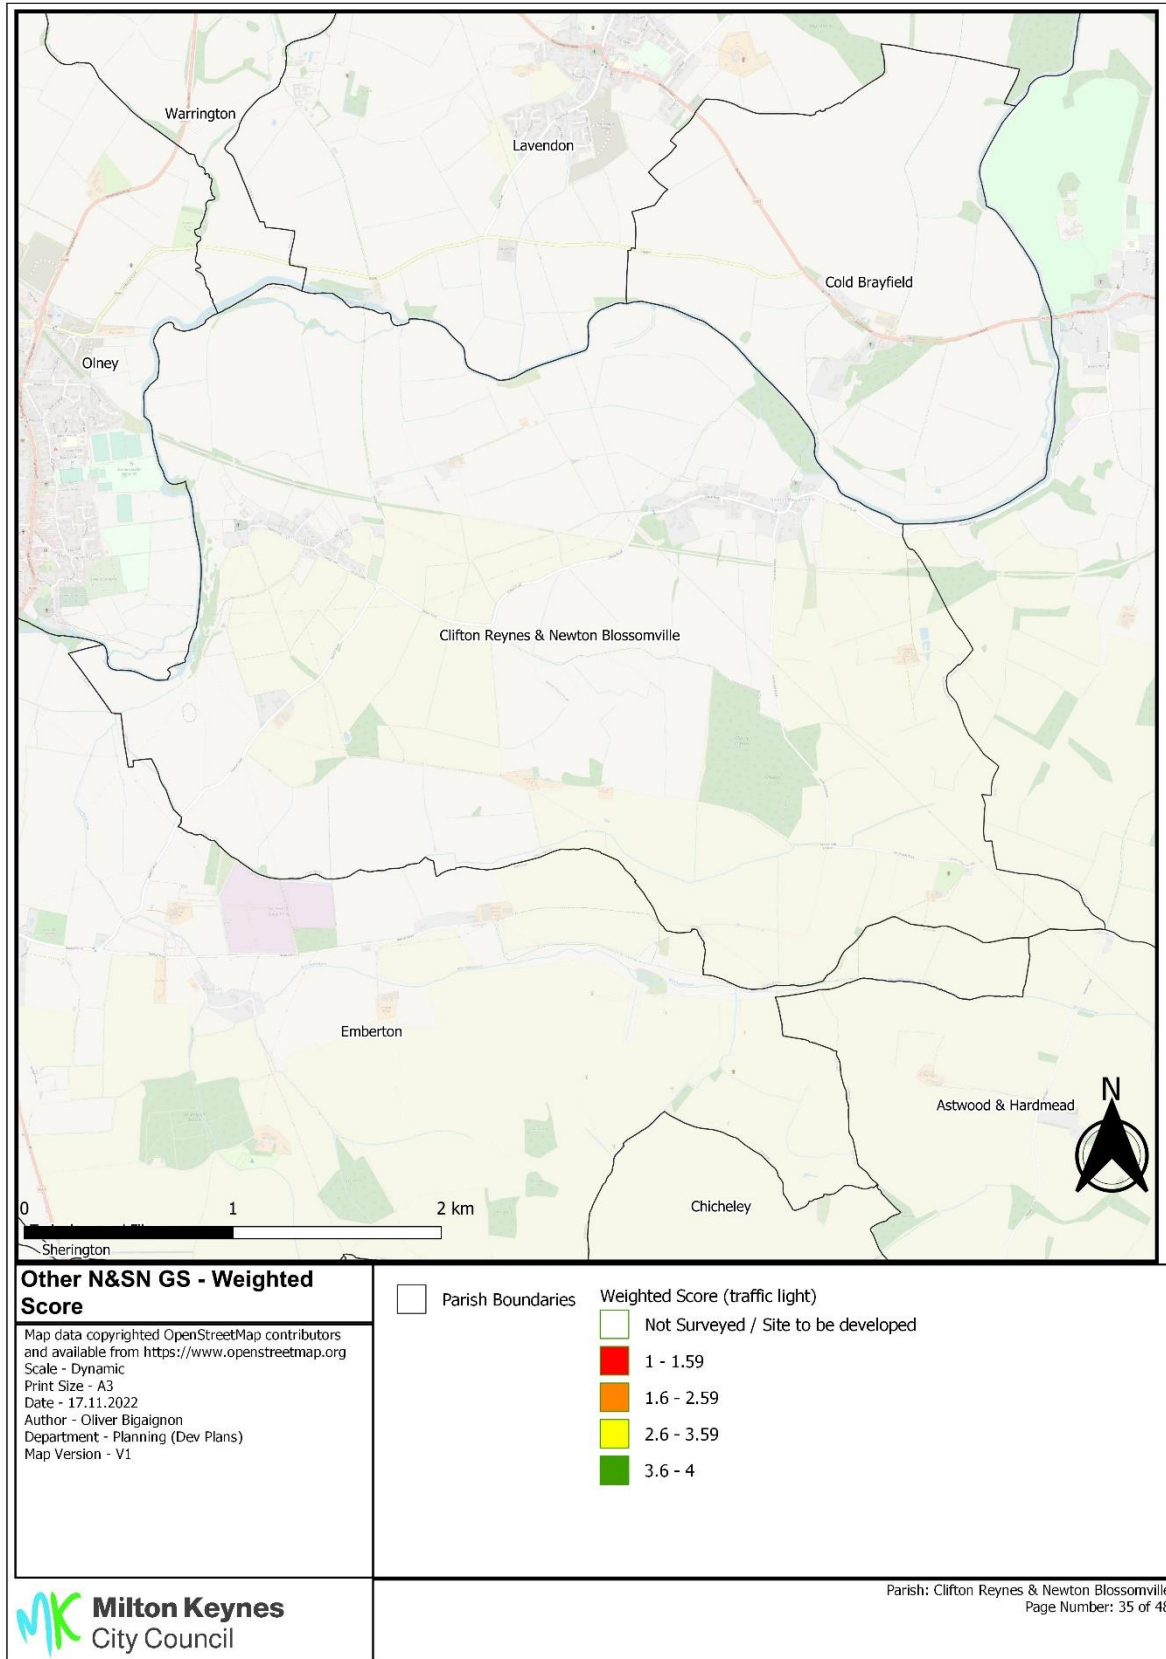 Warrington
Lavendon
Cold Brayfield
Olney
Clifton Reynes & Newton Blossomville
Emberton
Astwood & Hardmead
N
Chicheley
0 1 2 km
Sherington
Other N&SN GS - Weighted
Score
Map data copyrighted OpenStreetMap contributors
and available from https://www.openstreetmap.org
Scale - Dynamic
Print Size - A3
Date - 17.11.2022
Author - Oliver Bigaignon
Department - Planning (Dev Plans)
Map Version - V1
Parish Boundaries
Weighted Score (traffic light)
Not Surveyed / Site to be developed
1 - 1.59
1.6 - 2.59
2.6 - 3.59
3.6 - 4
MK Milton Keynes
City Council
Parish: Clifton Reynes & Newton Blossomville
Page Number: 35 of 48